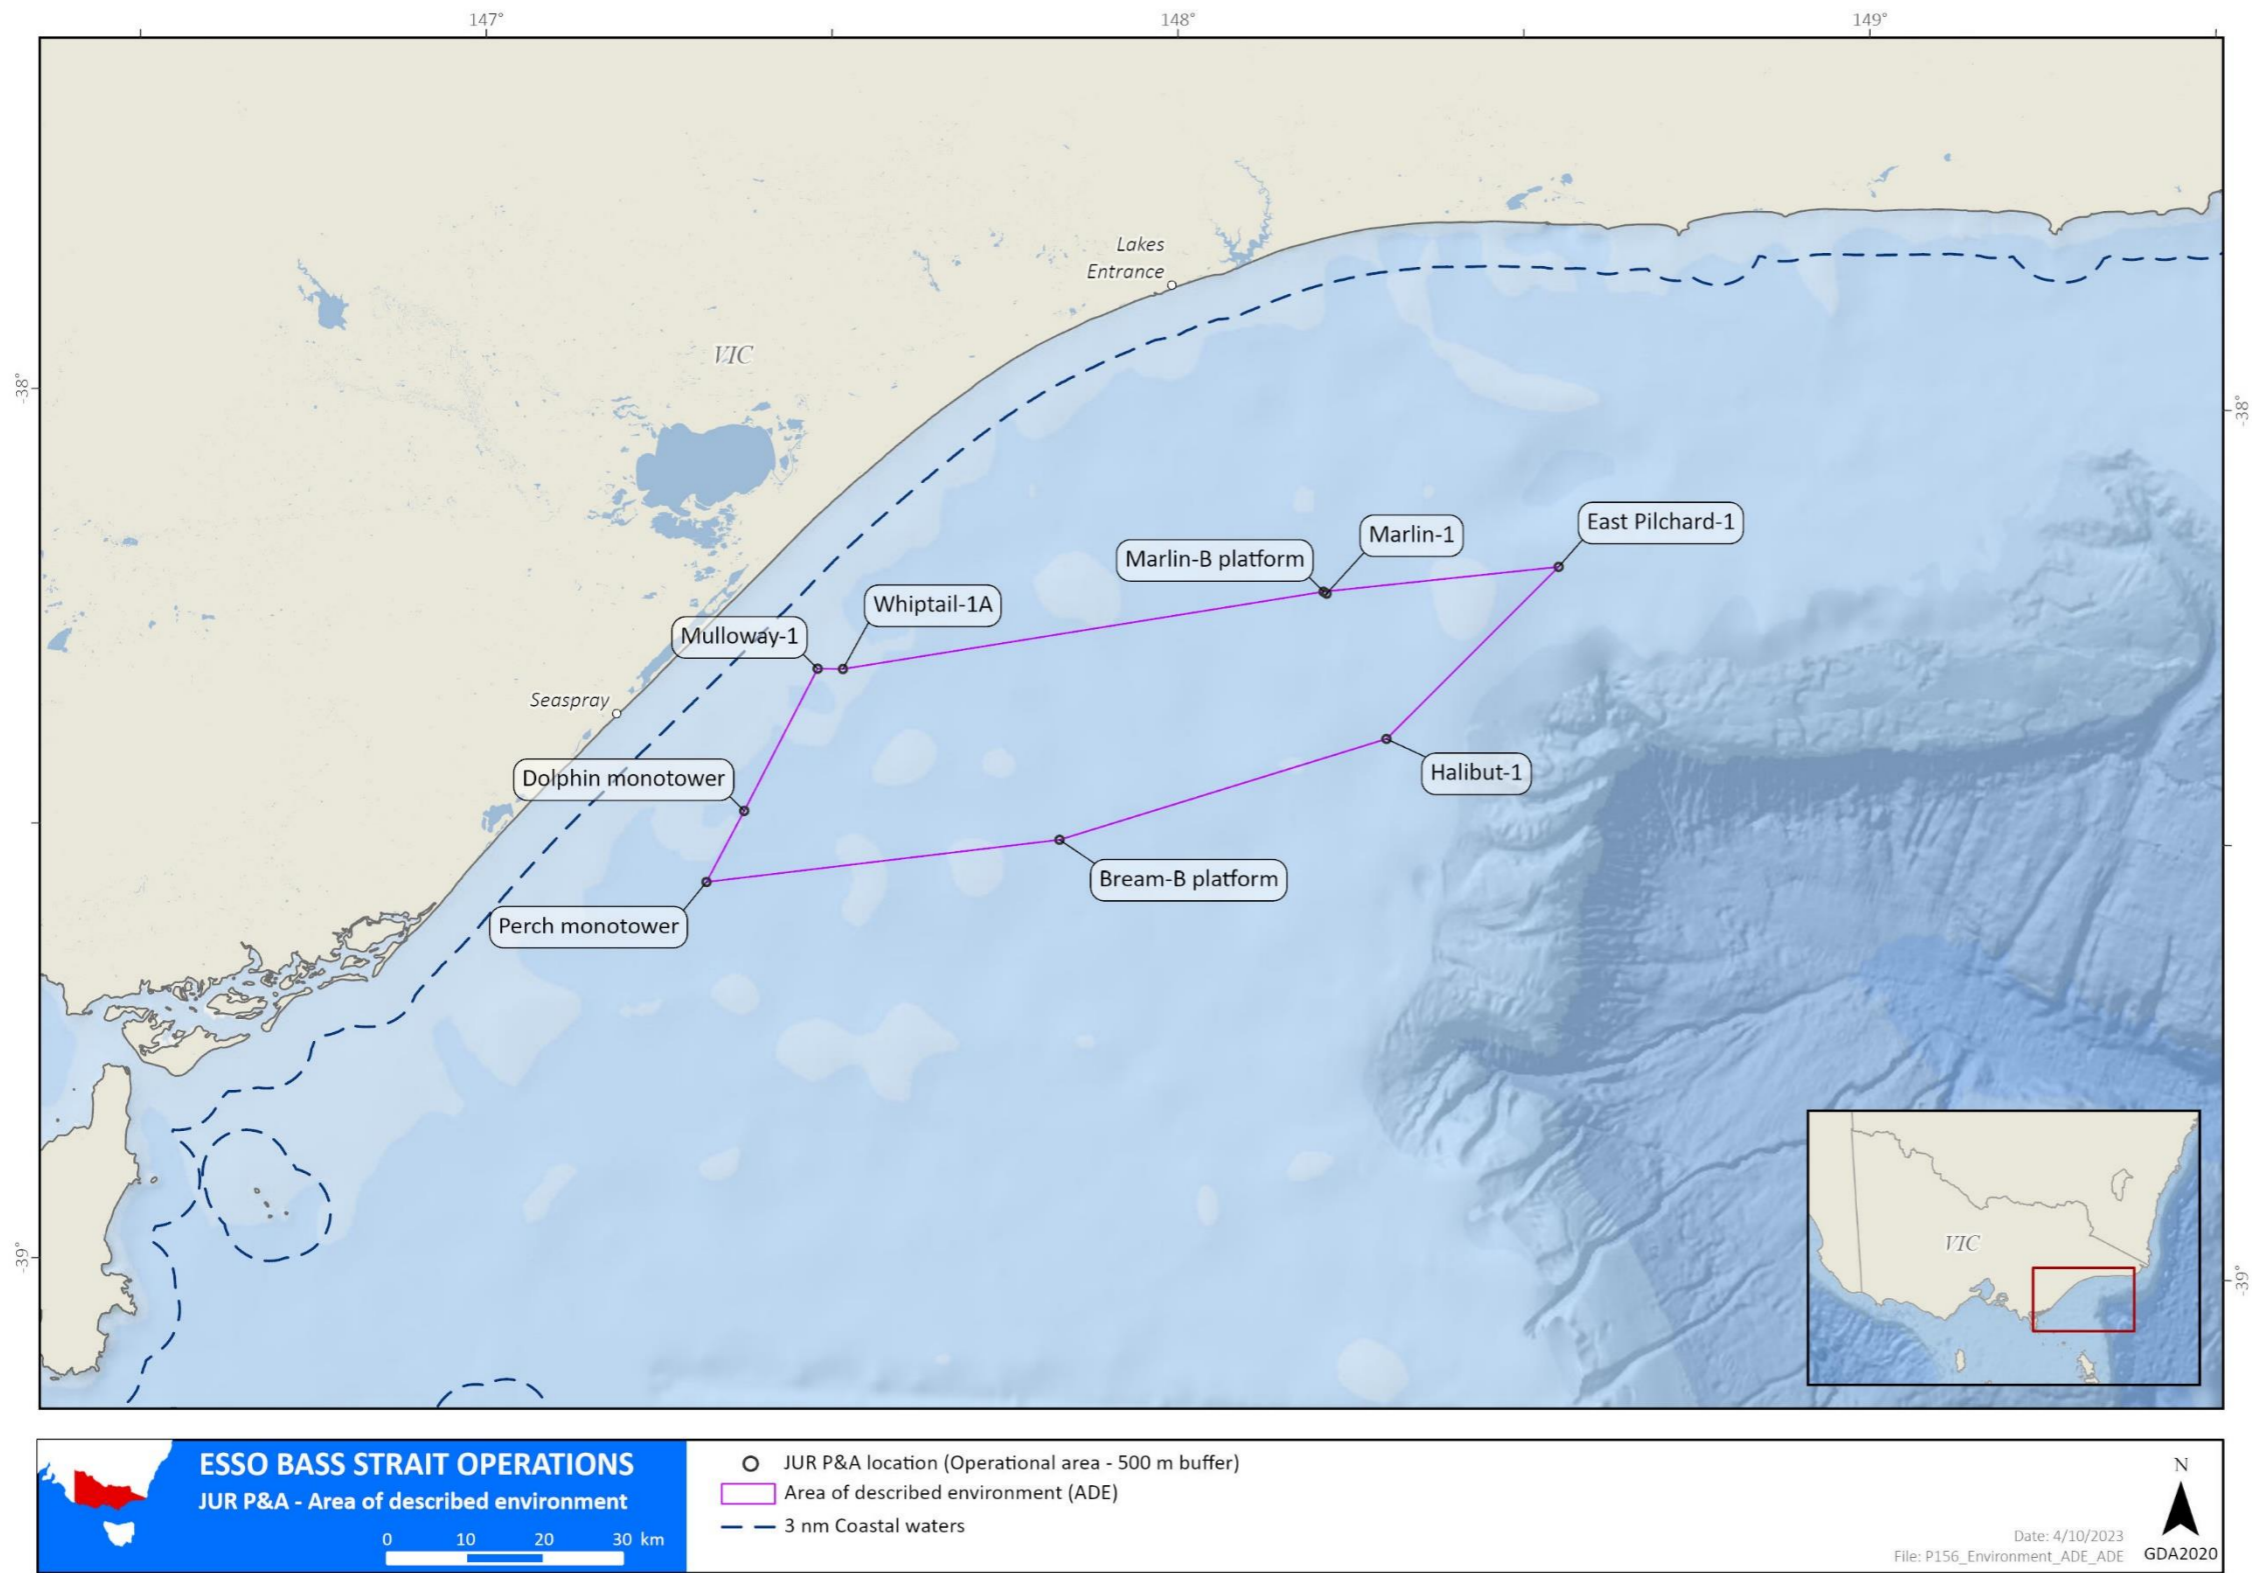 147°
148°
149°
-38°
-38°
Lakes
Entrance
VIC
East Pilchard-1
Marlin-1
Marlin-B platform
Whiptail-1A
Mulloway-1
Seaspray
Dolphin monotower
Halibut-1
Bream-B platform
Perch monotower
-39°
-39°
VIC
ESSO BASS STRAIT OPERATIONS
JUR P&A - Area of described environment
0 10 20 30 km
JUR P&A location (Operational area - 500 m buffer)
Area of described environment (ADE)
3 nm Coastal waters
N
Date: 4/10/2023
File: P156_Environment_ADE_ADE
GDA2020